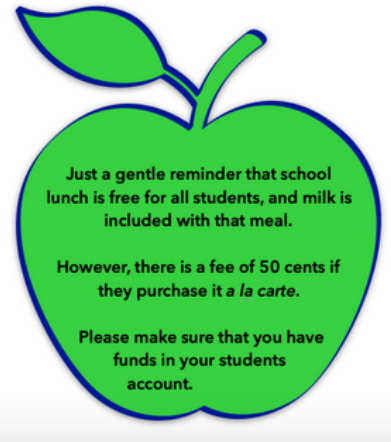 Just a gentle reminder that school
lunch is free for all students, and milk is
included with that meal.
However, there is a fee of 50 cents if
they purchase it a la carte.
Please make sure that you have
funds in your students
account.